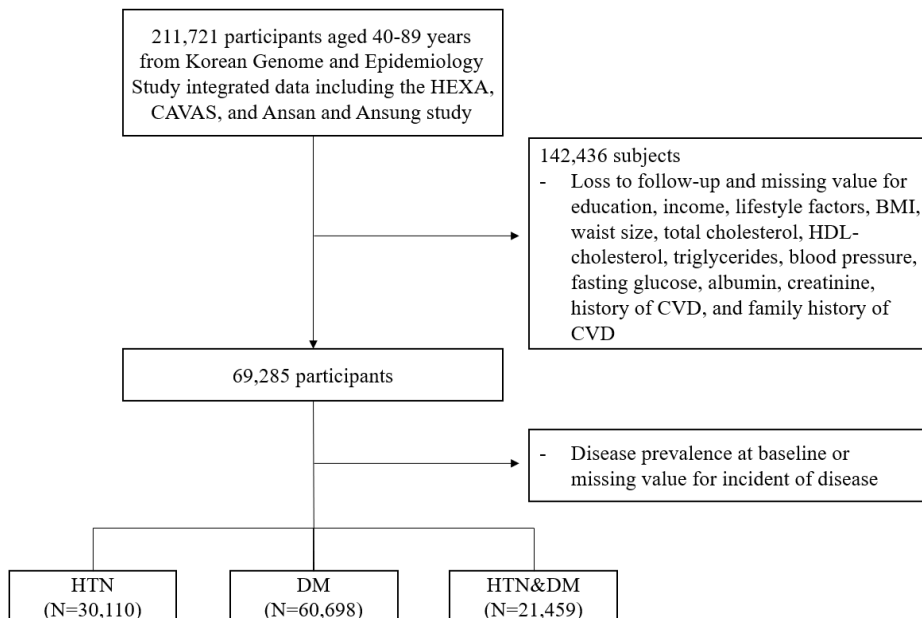 211,721 participants aged 40-89 years
from Korean Genome and Epidemiology
Study integrated data including the HEXA,
CAVAS, and Ansan and Ansung study
142,436 subjects
- Loss to follow-up and missing value for
education, income, lifestyle factors, BMI,
waist size, total cholesterol, HDL-
cholesterol, triglycerides, blood pressure,
fasting glucose, albumin, creatinine,
history of CVD, and family history of
CVD
69,285 participants
- Disease prevalence at baseline or
missing value for incident of disease
HTN
(N=30,110)
DM
(N=60,698)
HTN&DM
(N=21,459)